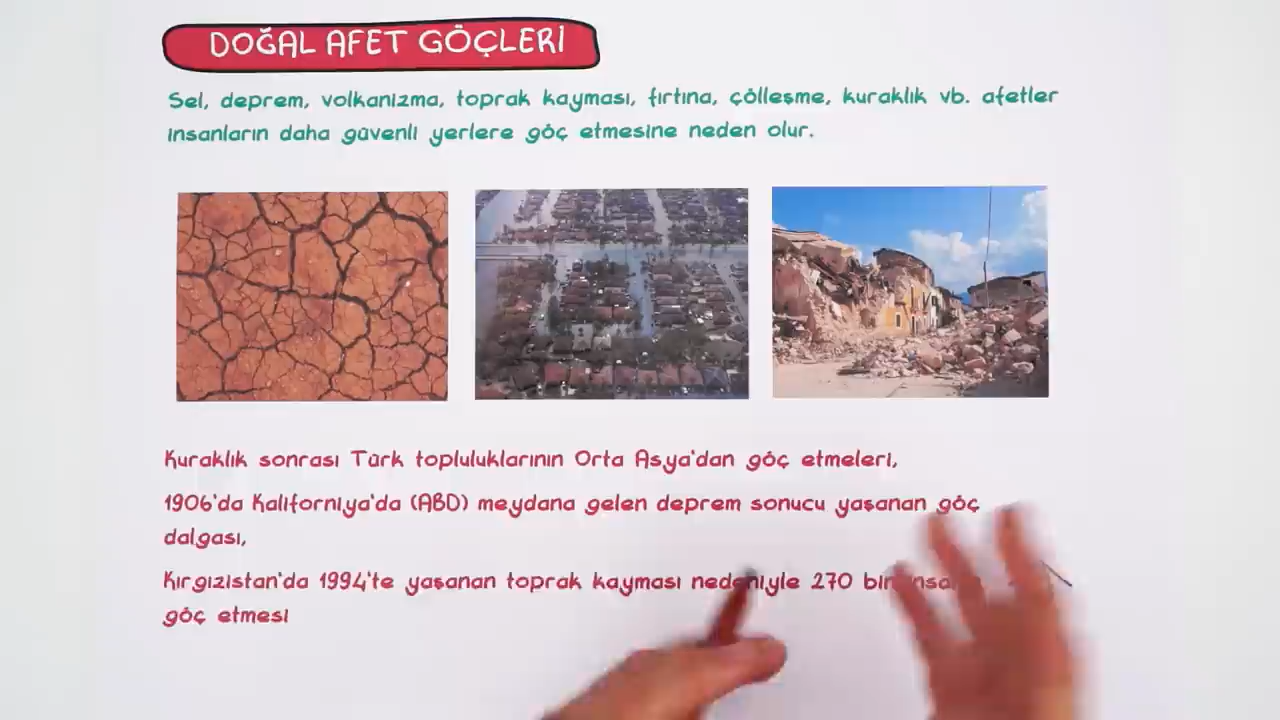 DOĞAL AFET GÖÇLERİ
Sel, deprem, volkanizma, toprak kayması, fırtına, çölleşme, kuraklık vb. afetler
insanların daha güvenli yerlere göç etmesine neden olur.
Kuraklık sonrası Türk topluluklarının Orta Asya'dan göç etmeleri,
1906'da Kaliforniya'da (ABD) meydana gelen deprem sonucu yaşanan göç
dalgası,
Kırgızistan'da 1994'te yaşanan toprak kayması nedeniyle 270 bin
göç etmesi